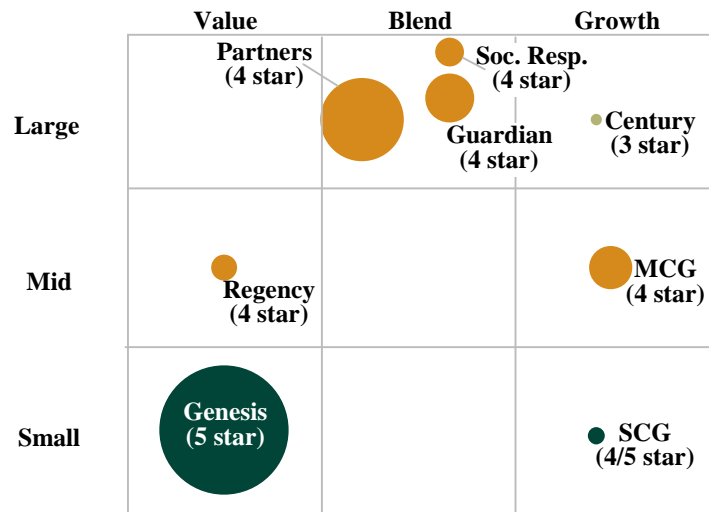 Value
Blend
Growth
Partners
(4 star)
Soc. Resp.
(4 star)
Large
Guardian
(4 star)
Century
(3 star)
Mid
Regency
(4 star)
MCG
(4 star)
Small
Genesis
(5 star)
SCG
(4/5 star)